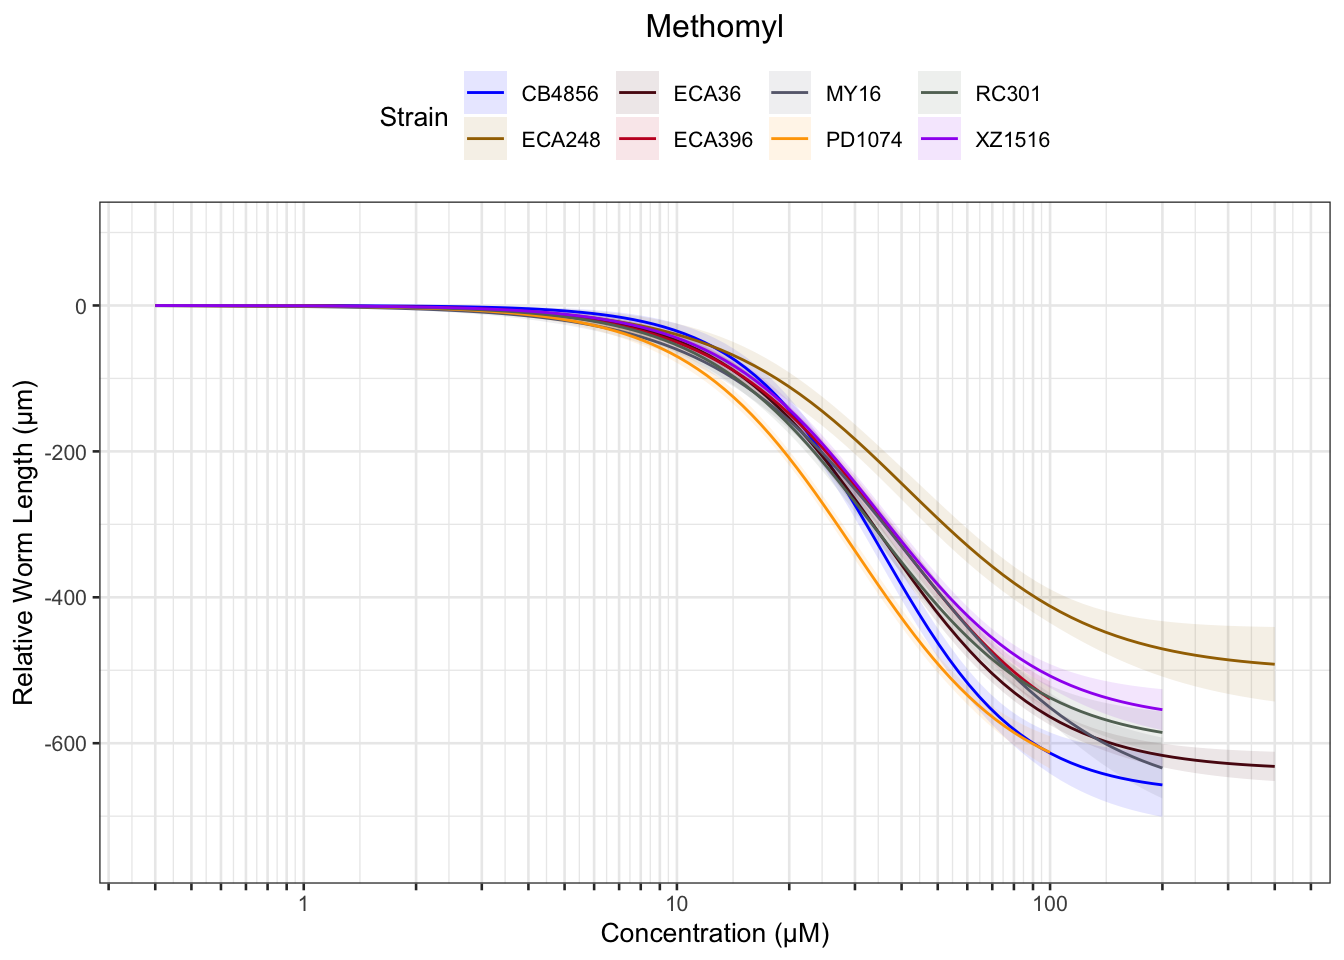 Methomyl
Strain
CB4856 ECA36 MY16 RC301
ECA248 ECA396 PD1074 XZ1516
Relative Worm Length (μm)
0
-200
-400
-600
1 10 100
Concentration (μM)